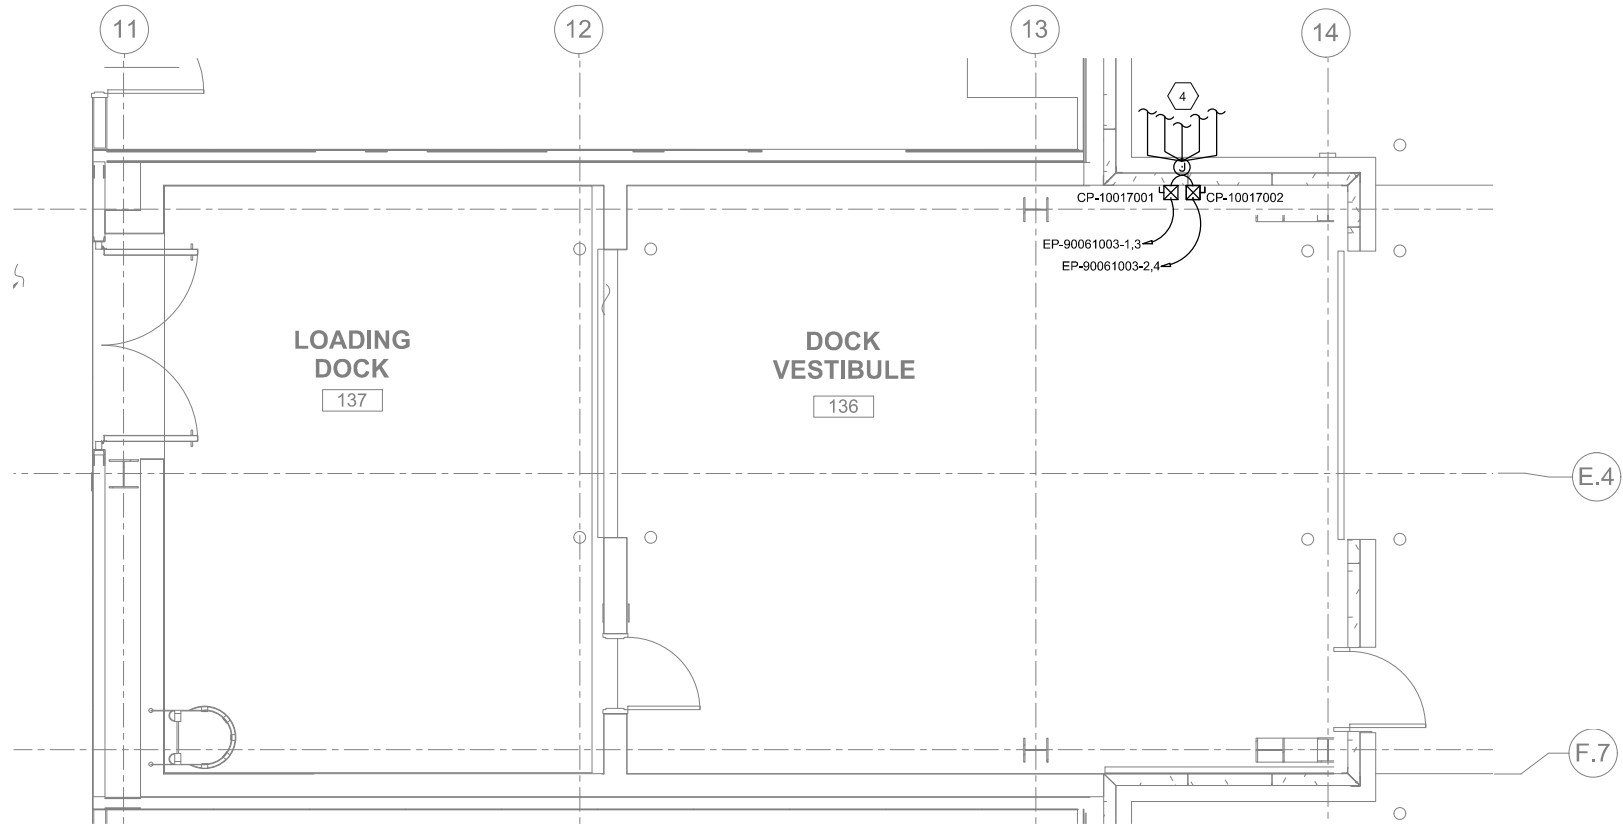 11
12
13
14
4
J
CP-10017001
CP-10017002
EP-90061003-1,3
EP-90061003-2,4
LOADING
DOCK
137
DOCK
VESTIBULE
136
E.4
F.7